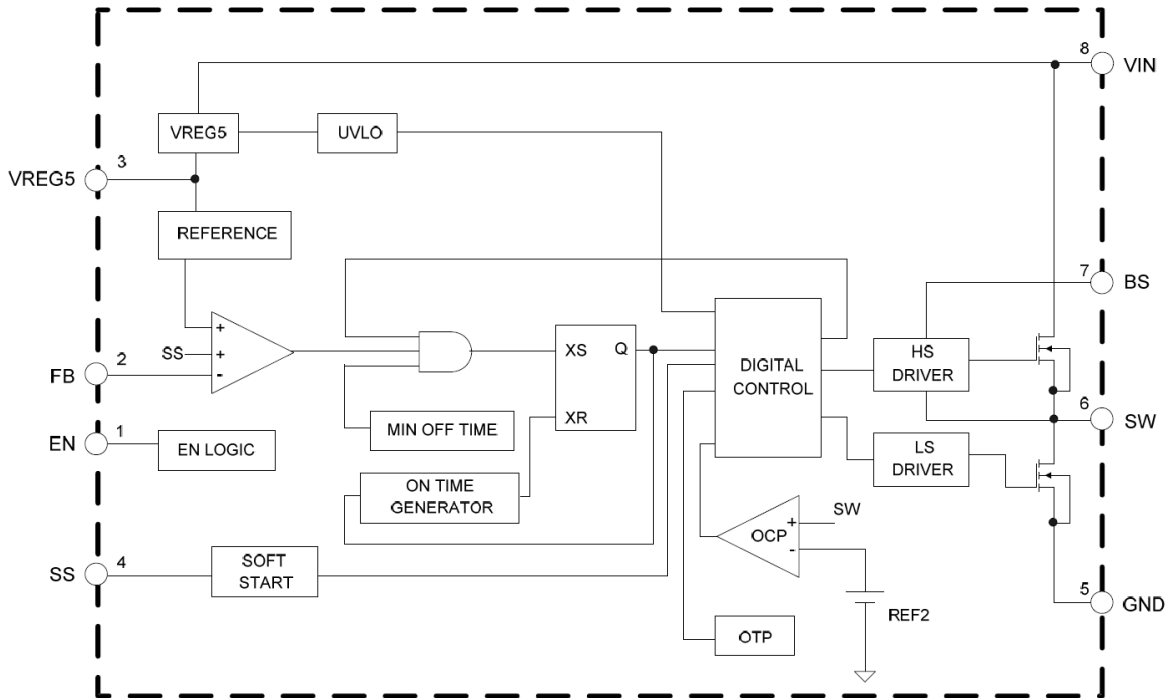 8
VIN
VREG5
UVLO
3
VREG5
REFERENCE
7
BS
+
SS
+
-
2
FB
XS
Q
XR
DIGITAL
CONTROL
HS
DRIVER
6
SW
1
EN
EN LOGIC
MIN OFF TIME
LS
DRIVER
ON TIME
GENERATOR
SW
+
OCP
-
4
SS
SOFT
START
REF2
5
GND
OTP